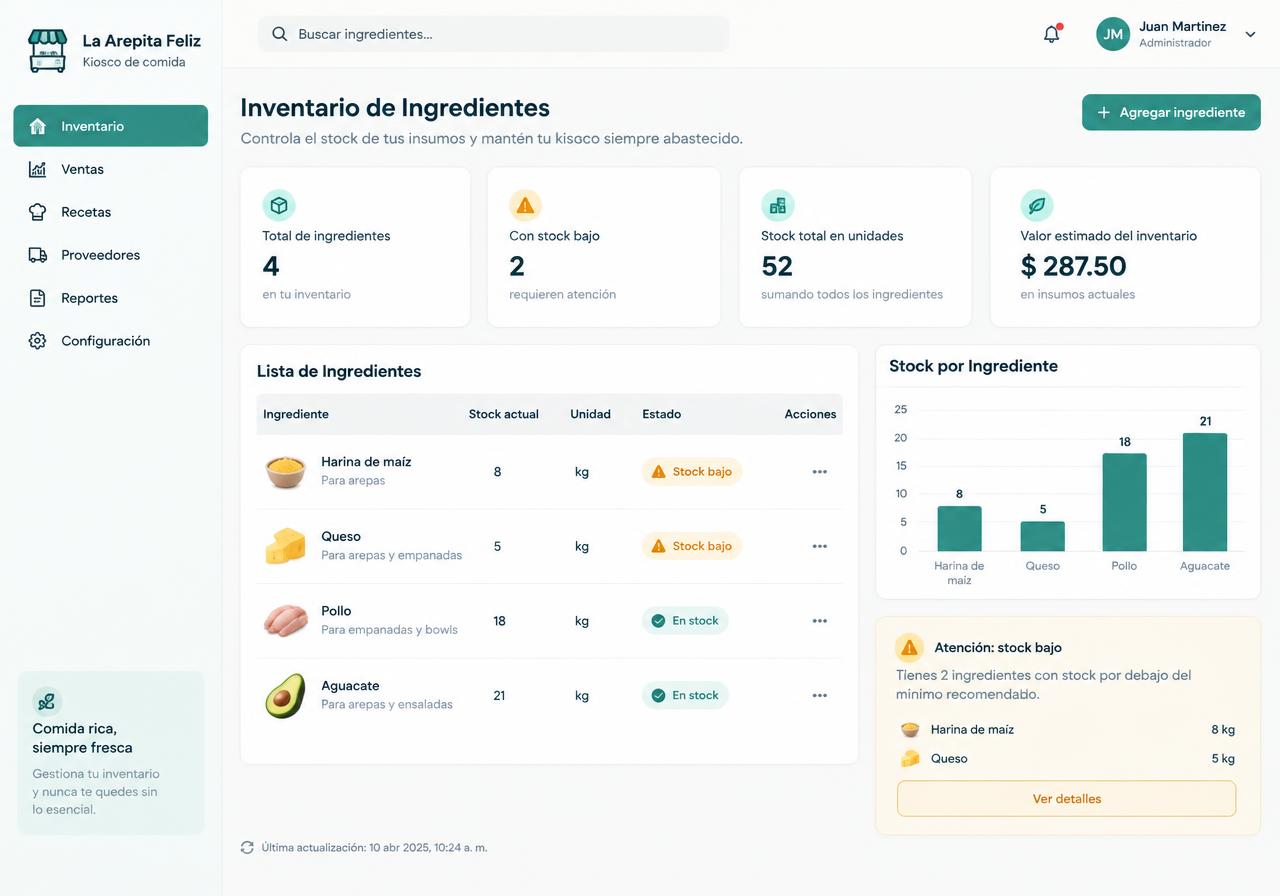 La Arepita Feliz
Kiosco de comida
Buscar ingredientes...
JM
Juan Martinez
Administrador
Inventario
Ventas
Recetas
Proveedores
Reportes
Configuración
Comida rica,
siempre fresca
Gestiona tu inventario
y nunca te quedes sin
lo esencial.
Inventario de Ingredientes
Controla el stock de tus insumos y mantén tu kisoco siempre abastecido.
+ Agregar ingrediente
Total de ingredientes
4
en tu inventario
Con stock bajo
2
requieren atención
Stock total en unidades
52
sumando todos los ingredientes
Valor estimado del inventario
$ 287.50
en insumos actuales
Lista de Ingredientes
Ingrediente Stock actual Unidad Estado Acciones
Harina de maíz 8 kg Stock bajo
Para arepas
Queso 5 kg Stock bajo
Para arepas y empanadas
Pollo 18 kg En stock
Para empanadas y bowls
Aguacate 21 kg En stock
Para arepas y ensaladas
Stock por Ingrediente
25
20
15
10
5
0
8
5
18
21
Harina de
maíz
Queso
Pollo
Aguacate
Atención: stock bajo
Tienes 2 ingredientes con stock por debajo del
mínimo recomendado.
Harina de maíz 8 kg
Queso 5 kg
Ver detalles
Última actualización: 10 abr 2025, 10:24 a. m.